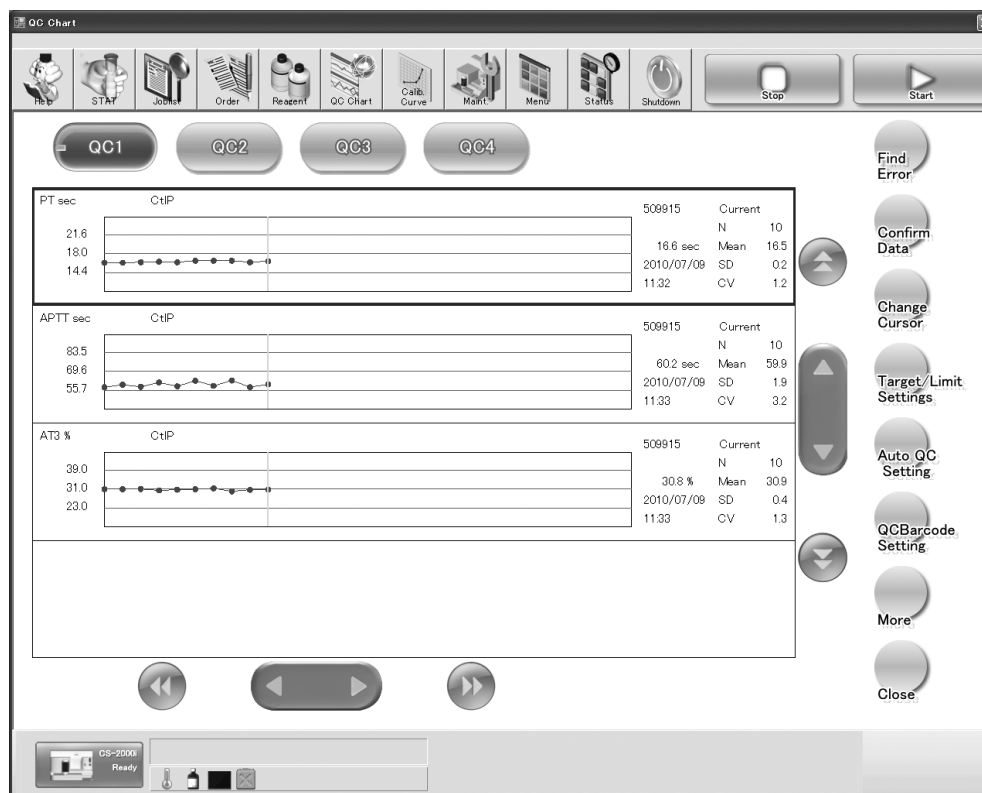 QC Chart
Help STAT Joblist Order Reagent QC Chart Calib. Curve Maint. Menu Status Shutdown Stop Start
QC1 QC2 QC3 QC4
PT sec CtlP
21.6
18.0
14.4
509915 Current
N 10
16.6 sec Mean 16.5
2010/07/09 SD 0.2
11:32 CV 1.2
APTT sec CtlP
83.5
69.6
55.7
509915 Current
N 10
60.2 sec Mean 59.9
2010/07/09 SD 1.9
11:33 CV 3.2
AT3 % CtlP
39.0
31.0
23.0
509915 Current
N 10
30.8 % Mean 30.9
2010/07/09 SD 0.4
11:33 CV 1.3
Find
Error
Confirm
Data
Change
Cursor
Target/Limit
Settings
Auto QC
Setting
QCBarcode
Setting
More
Close
CS-2000i
Ready